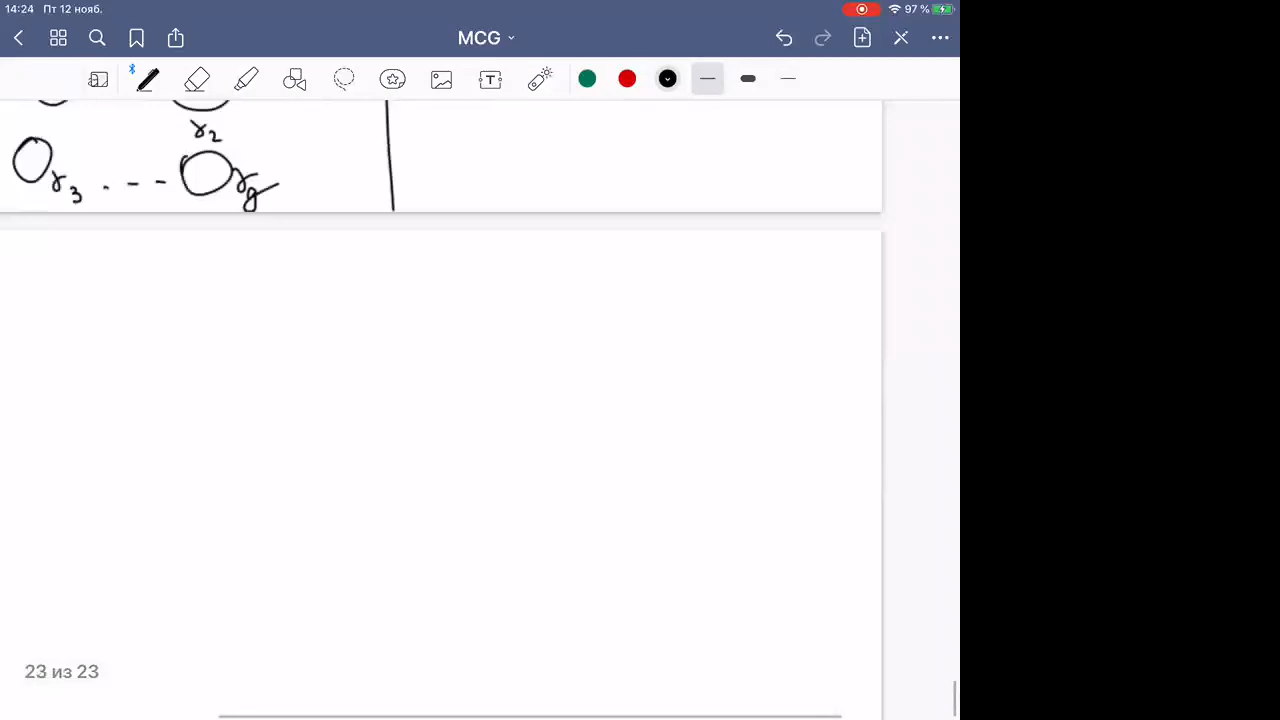 14:24 Пт 12 нояб. 97 %
MCG
T
γ2
γ3 . - - - γg
23 из 23